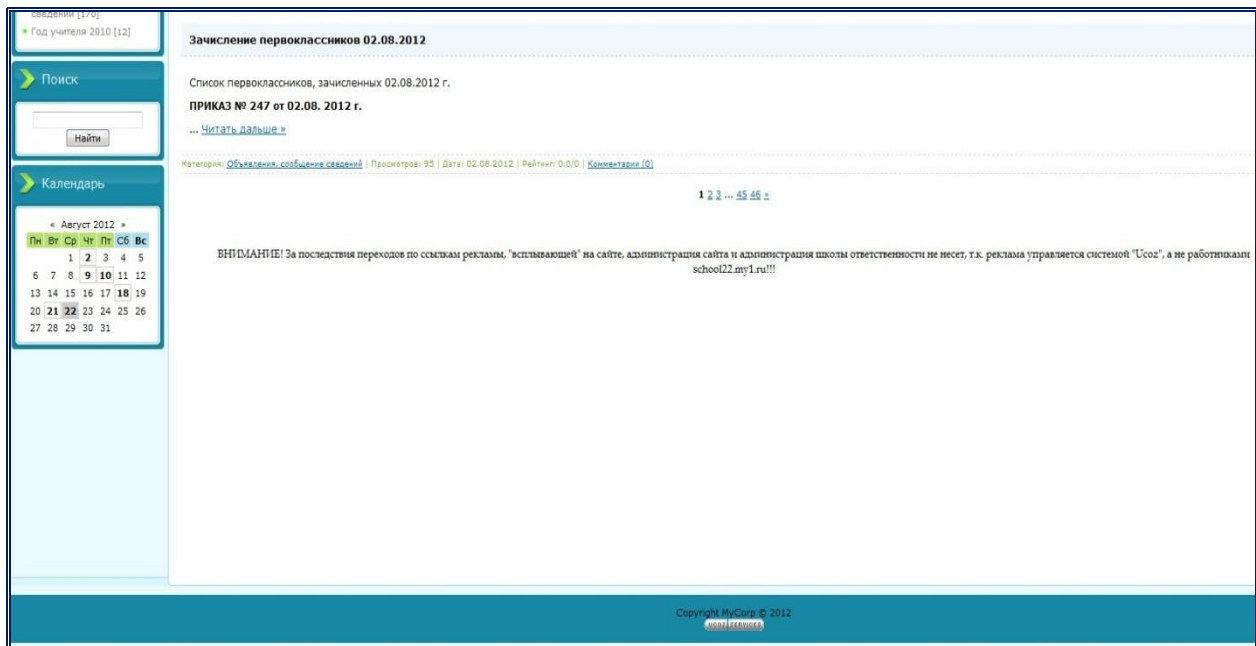 сведений [170]
Год учителя 2010 [12]
Поиск
Найти
Календарь
« Август 2012 »
Пн Вт Ср Чт Пт Сб Вс
1 2 3 4 5
6 7 8 9 10 11 12
13 14 15 16 17 18 19
20 21 22 23 24 25 26
27 28 29 30 31
Зачисление первоклассников 02.08.2012
Список первоклассников, зачисленных 02.08.2012 г.
ПРИКАЗ № 247 от 02.08. 2012 г.
... Читать дальше »
Категория: Объявления, сообщение сведений | Просмотров: 95 | Дата: 02.08.2012 | Рейтинг: 0.0/0 | Комментарии (0)
1 2 3 ... 45 46 »
ВНИМАНИЕ! За последствия переходов по ссылкам рекламы, "всплывающей" на сайте, администрация сайта и администрация школы ответственности не несет, т.к. реклама управляется системой "Ucoz", а не работниками
school22.my1.ru!!!
Copyright MyCorp © 2012
UCOZ SERVICES